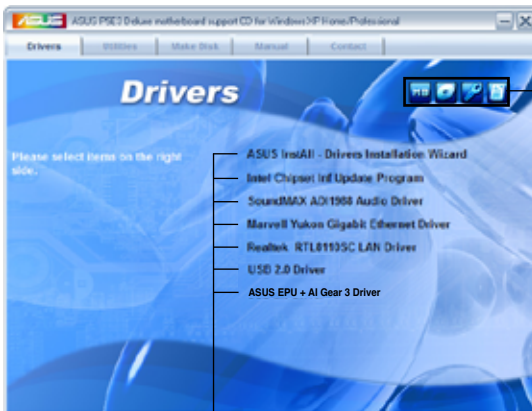 ASUS P5E3 Deluxe motherboard support CD for Windows XP Home/Professional
Drivers Utilities Make Disk Manual Contact
Drivers
Please select items on the right
side.
ASUS InstAll - Drivers Installation Wizard
Intel Chipset Inf Update Program
SoundMAX ADI1988 Audio Driver
Marvell Yukon Gigabit Ethernet Driver
Realtek RTL8110SC LAN Driver
USB 2.0 Driver
ASUS EPU + AI Gear 3 Driver